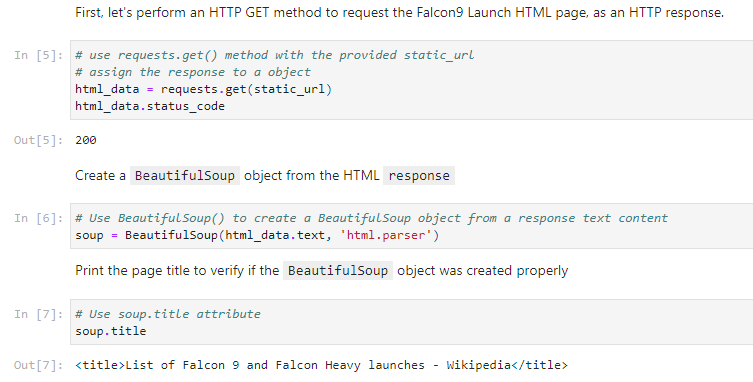 First, let's perform an HTTP GET method to request the Falcon9 Launch HTML page, as an HTTP response.
In [5]: # use requests.get() method with the provided static_url
# assign the response to a object
html_data = requests.get(static_url)
html_data.status_code
Out[5]: 200
Create a BeautifulSoup object from the HTML response
In [6]: # Use BeautifulSoup() to create a BeautifulSoup object from a response text content
soup = BeautifulSoup(html_data.text, 'html.parser')
Print the page title to verify if the BeautifulSoup object was created properly
In [7]: # Use soup.title attribute
soup.title
Out[7]: <title>List of Falcon 9 and Falcon Heavy launches - Wikipedia</title>